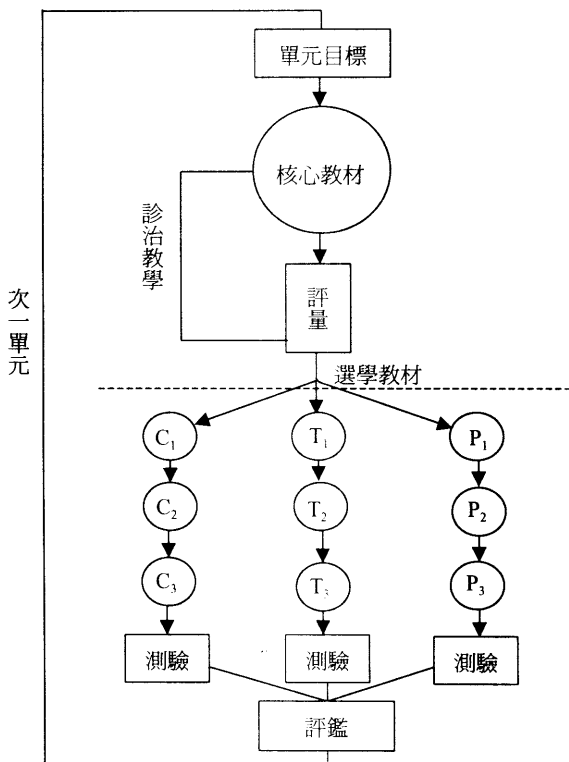 單元目標
核心教材
診治教學
評量
次一單元
選學教材
C₁ T₁ P₁
C₂ T₂ P₂
C₃ T₃ P₃
測驗 測驗 測驗
評鑑